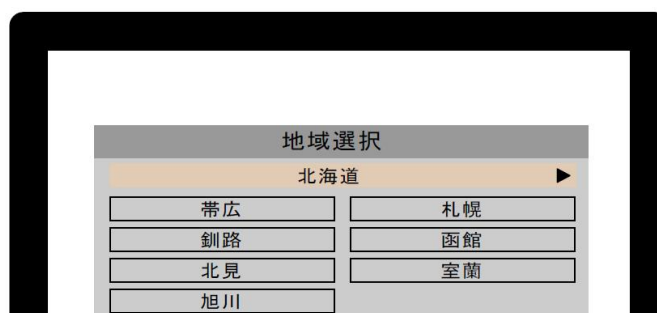 地域選択
北海道 ▶
帯広 札幌
釧路 函館
北見 室蘭
旭川